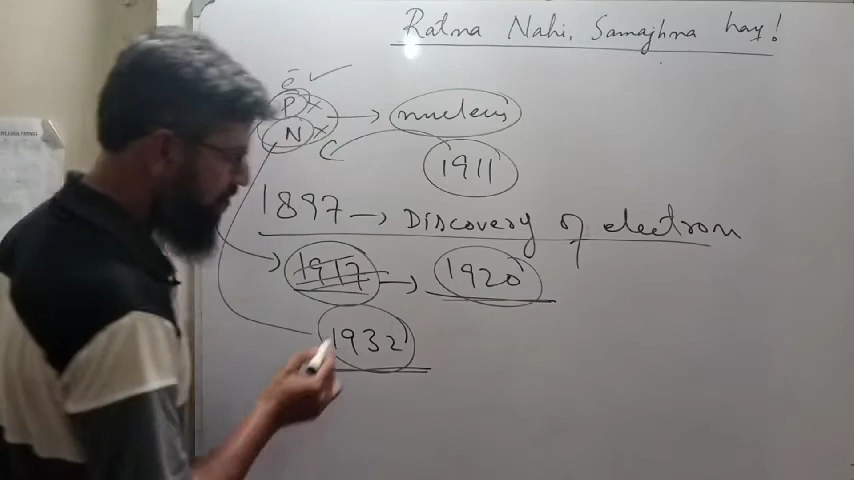 Ratna Nahi, Samajhna hay!
ē ✓
P × → nucleus
N ×
1911
1897 → Discovery of electron
1917 → 1920
1932